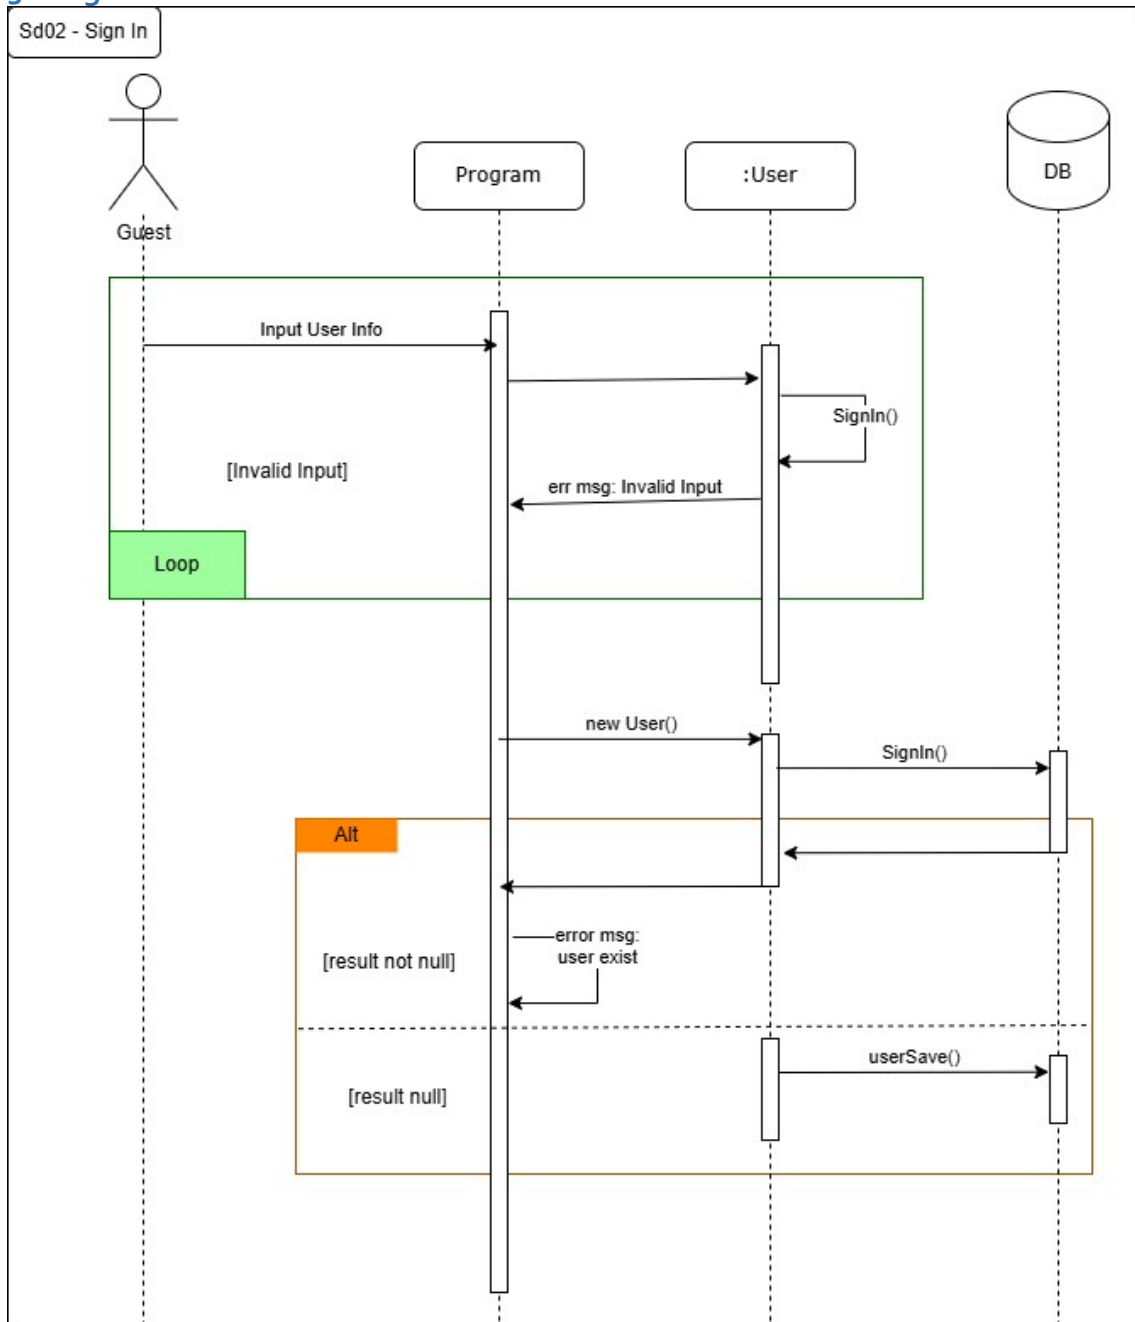 Sd02 - Sign In
Guest
Program
:User
DB
Input User Info
SignIn()
[Invalid Input]
err msg: Invalid Input
Loop
new User()
SignIn()
Alt
error msg:
user exist
[result not null]
userSave()
[result null]